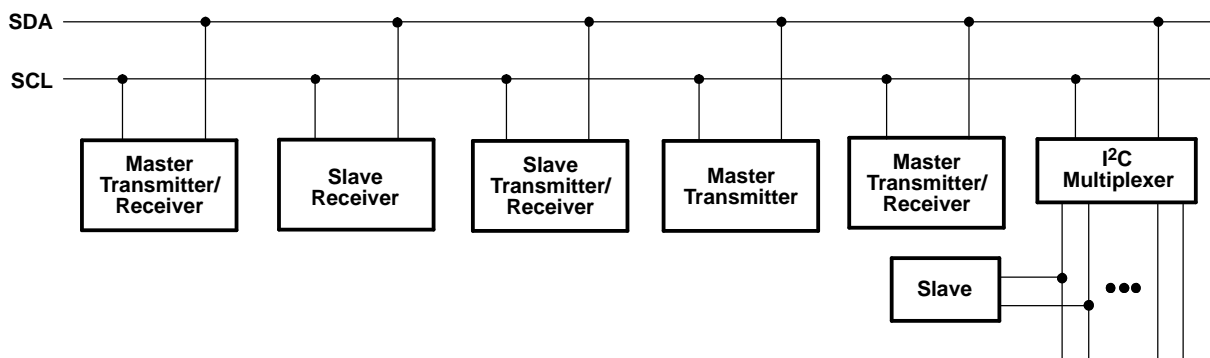 SDA
SCL
Master
Transmitter/
Receiver
Slave
Receiver
Slave
Transmitter/
Receiver
Master
Transmitter
Master
Transmitter/
Receiver
I²C
Multiplexer
Slave